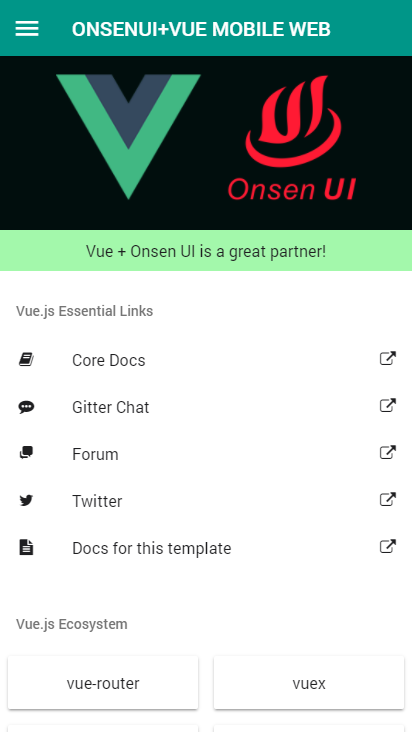 ONSENUI+VUE MOBILE WEB
Onsen UI
Vue + Onsen UI is a great partner!
Vue.js Essential Links
Core Docs
Gitter Chat
Forum
Twitter
Docs for this template
Vue.js Ecosystem
vue-router
vuex